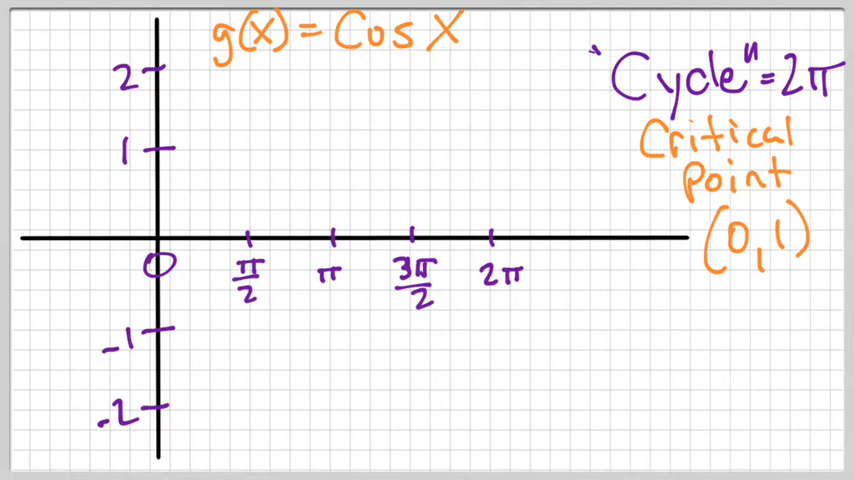 g(x) = Cos X
"Cycle" = 2π
Critical
Point
(0,1)
2
1
0
π/2
π
3π/2
2π
-1
-2